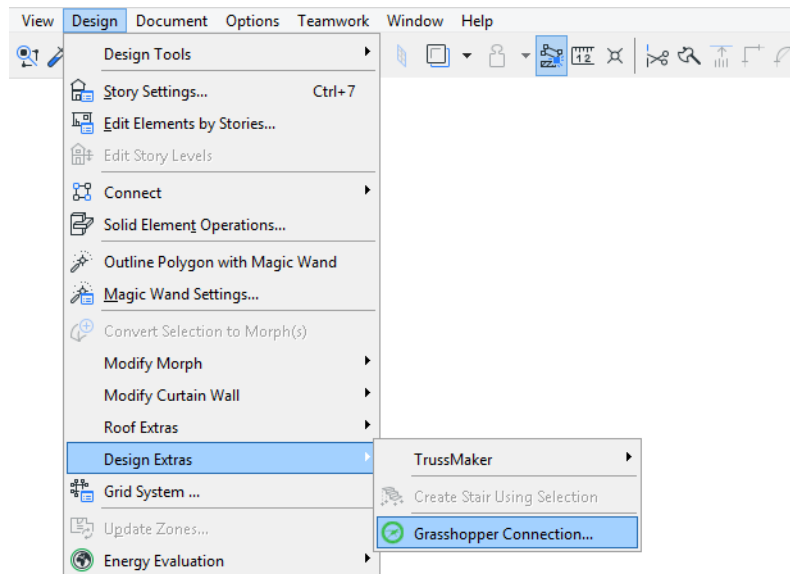 View Design Document Options Teamwork Window Help
Design Tools
Story Settings... Ctrl+7
Edit Elements by Stories...
Edit Story Levels
Connect
Solid Element Operations...
Outline Polygon with Magic Wand
Magic Wand Settings...
Convert Selection to Morph(s)
Modify Morph
Modify Curtain Wall
Roof Extras
Design Extras
TrussMaker
Grid System ...
Create Stair Using Selection
Update Zones...
Grasshopper Connection...
Energy Evaluation